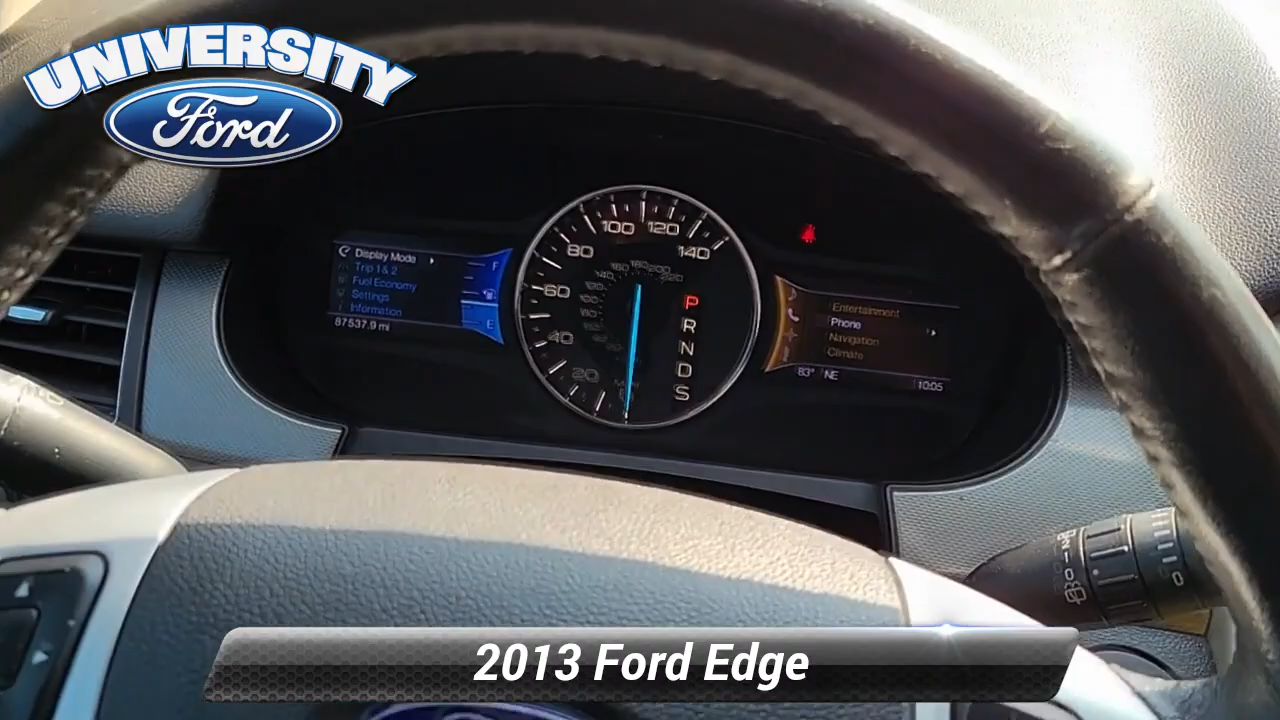 UNIVERSITY
Ford
Display Mode
Trip 1 & 2
Fuel Economy
Settings
Information
87537.9 mi
F
E
20
40
60
80
100
120
140
P
R
N
D
S
Entertainment
Phone
Navigation
Climate
83° NE
10:05
2013 Ford Edge